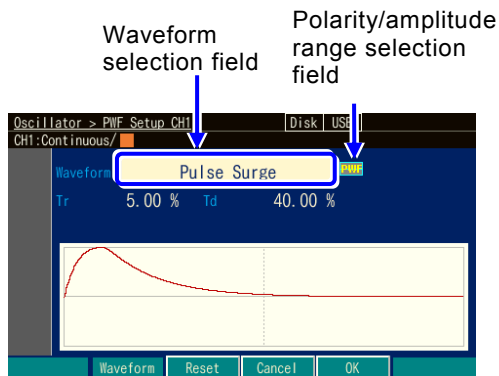 Waveform
selection field
Polarity/amplitude
range selection
field
Oscillator > PWF Setup CH1 Disk USB
CH1:Continuous/
Waveform Pulse Surge PWF
Tr 5.00 % Td 40.00 %
Waveform Reset Cancel OK